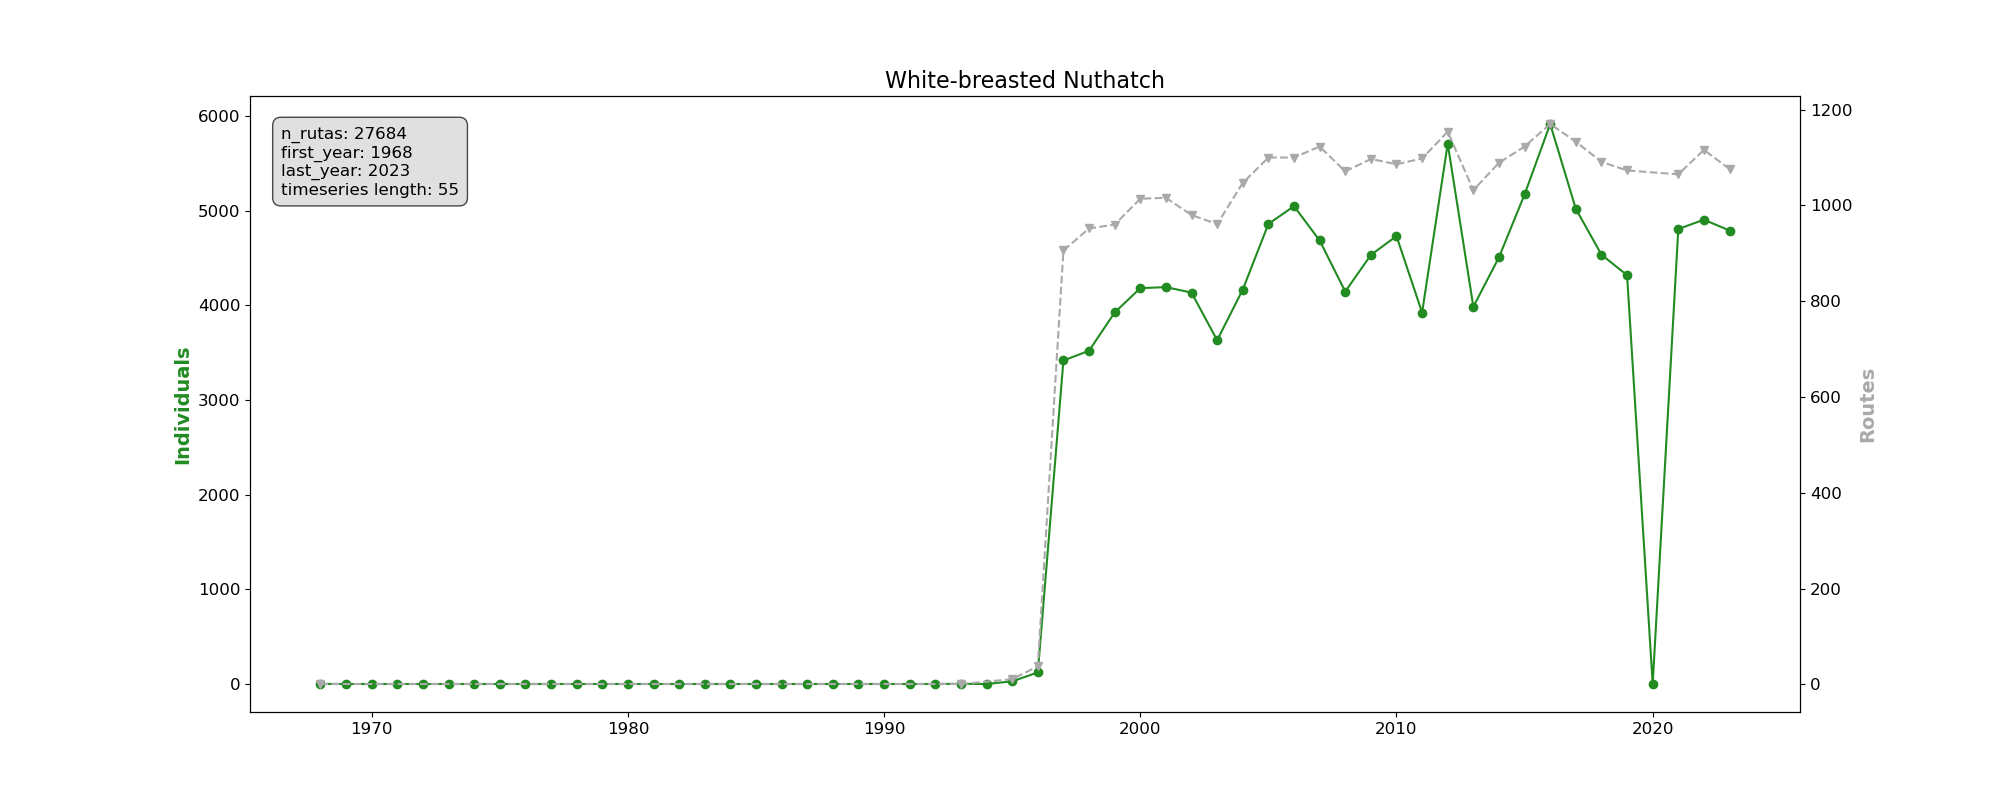 White-breasted Nuthatch
n_rutas: 27684
first_year: 1968
last_year: 2023
timeseries length: 55
6000
5000
4000
3000
2000
1000
0
Individuals
1200
1000
800
600
400
200
0
Routes
1970
1980
1990
2000
2010
2020